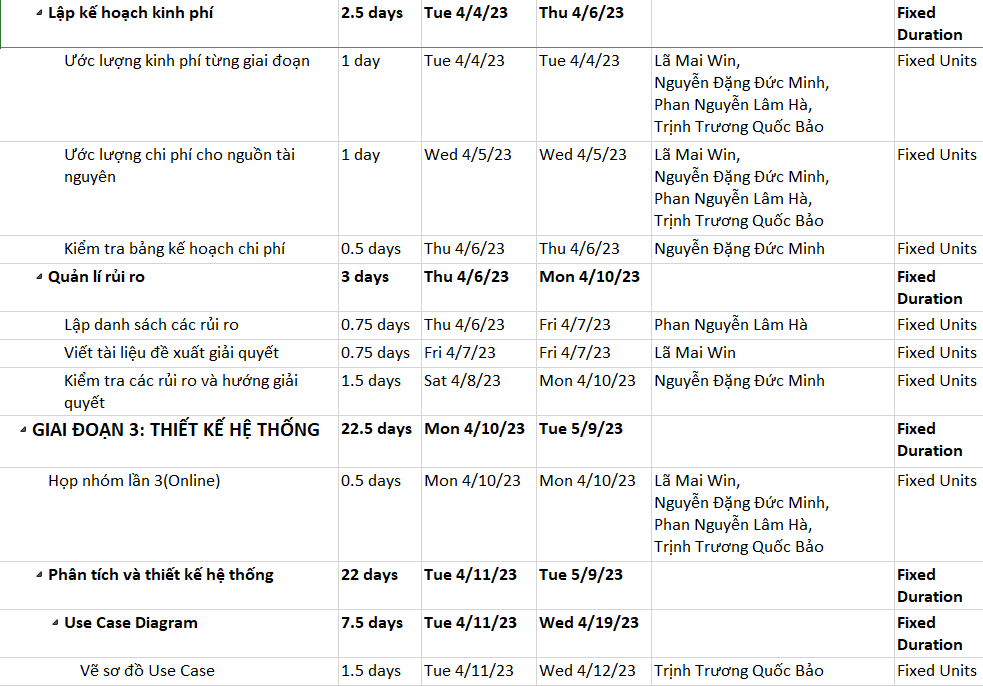 Lập kế hoạch kinh phí 2.5 days Tue 4/4/23 Thu 4/6/23 Fixed
Duration
Ước lượng kinh phí từng giai đoạn 1 day Tue 4/4/23 Tue 4/4/23 Lã Mai Win, Fixed Units
Nguyễn Đặng Đức Minh,
Phan Nguyễn Lâm Hà,
Trịnh Trương Quốc Bảo
Ước lượng chi phí cho nguồn tài 1 day Wed 4/5/23 Wed 4/5/23 Lã Mai Win, Fixed Units
nguyên Nguyễn Đặng Đức Minh,
Phan Nguyễn Lâm Hà,
Trịnh Trương Quốc Bảo
Kiểm tra bảng kế hoạch chi phí 0.5 days Thu 4/6/23 Thu 4/6/23 Nguyễn Đặng Đức Minh Fixed Units
Quản lí rủi ro 3 days Thu 4/6/23 Mon 4/10/23 Fixed
Duration
Lập danh sách các rủi ro 0.75 days Thu 4/6/23 Fri 4/7/23 Phan Nguyễn Lâm Hà Fixed Units
Viết tài liệu đề xuất giải quyết 0.75 days Fri 4/7/23 Fri 4/7/23 Lã Mai Win Fixed Units
Kiểm tra các rủi ro và hướng giải 1.5 days Sat 4/8/23 Mon 4/10/23 Nguyễn Đặng Đức Minh Fixed Units
quyết
GIAI ĐOẠN 3: THIẾT KẾ HỆ THỐNG 22.5 days Mon 4/10/23 Tue 5/9/23 Fixed
Duration
Họp nhóm lần 3(Online) 0.5 days Mon 4/10/23 Mon 4/10/23 Lã Mai Win, Fixed Units
Nguyễn Đặng Đức Minh,
Phan Nguyễn Lâm Hà,
Trịnh Trương Quốc Bảo
Phân tích và thiết kế hệ thống 22 days Tue 4/11/23 Tue 5/9/23 Fixed
Duration
Use Case Diagram 7.5 days Tue 4/11/23 Wed 4/19/23 Fixed
Duration
Vẽ sơ đồ Use Case 1.5 days Tue 4/11/23 Wed 4/12/23 Trịnh Trương Quốc Bảo Fixed Units